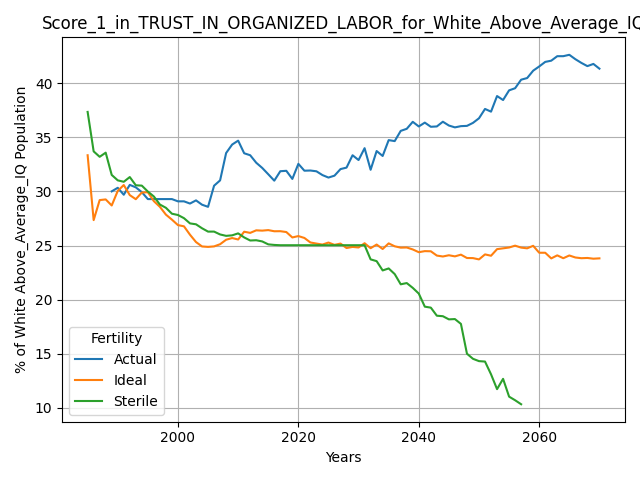 Score_1_in_TRUST_IN_ORGANIZED_LABOR_for_White_Above_Average_IQ
% of White Above_Average_IQ Population
40
35
30
25
20
15
10
Fertility
Actual
Ideal
Sterile
2000
2020
2040
2060
Years